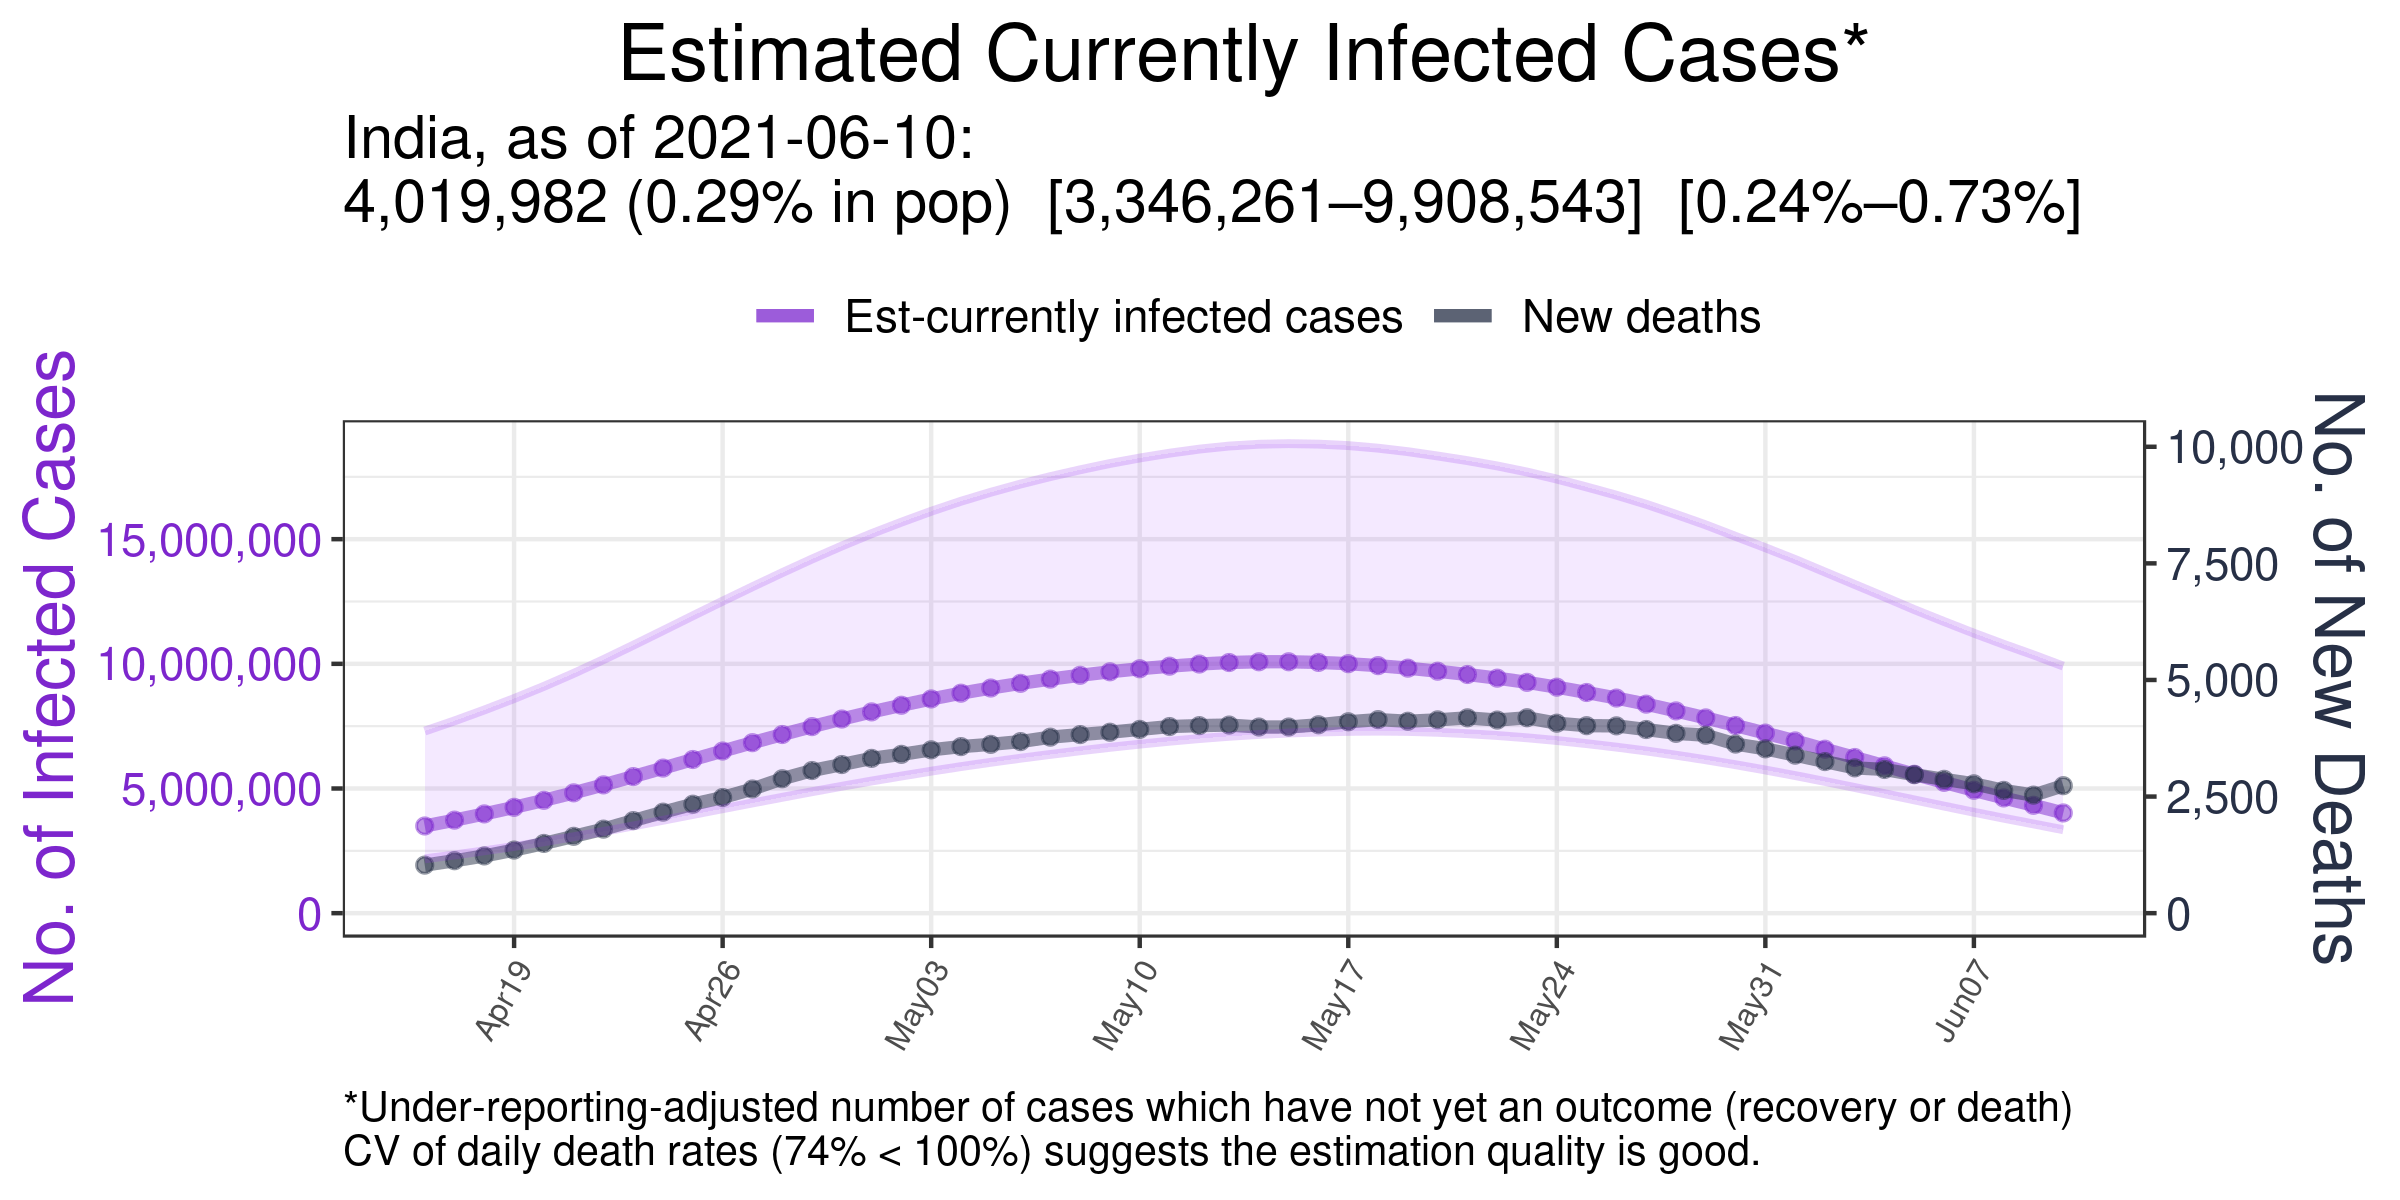 Estimated Currently Infected Cases*
India, as of 2021-06-10:
4,019,982 (0.29% in pop)  [3,346,261–9,908,543]  [0.24%–0.73%]
Est-currently infected cases
New deaths
No. of Infected Cases
15,000,000
10,000,000
5,000,000
0
10,000
7,500
5,000
2,500
0
No. of New Deaths
Apr19
Apr26
May03
May10
May17
May24
May31
Jun07
*Under-reporting-adjusted number of cases which have not yet an outcome (recovery or death)
CV of daily death rates (74% < 100%) suggests the estimation quality is good.